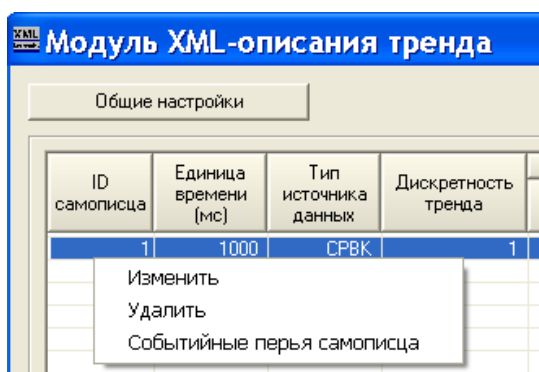 XML Модуль XML-описания тренда
Общие настройки
ID самописца
Единица времени (мс)
Тип источника данных
Дискретность тренда
1 1000 СРВК 1
Изменить
Удалить
Событийные перья самописца